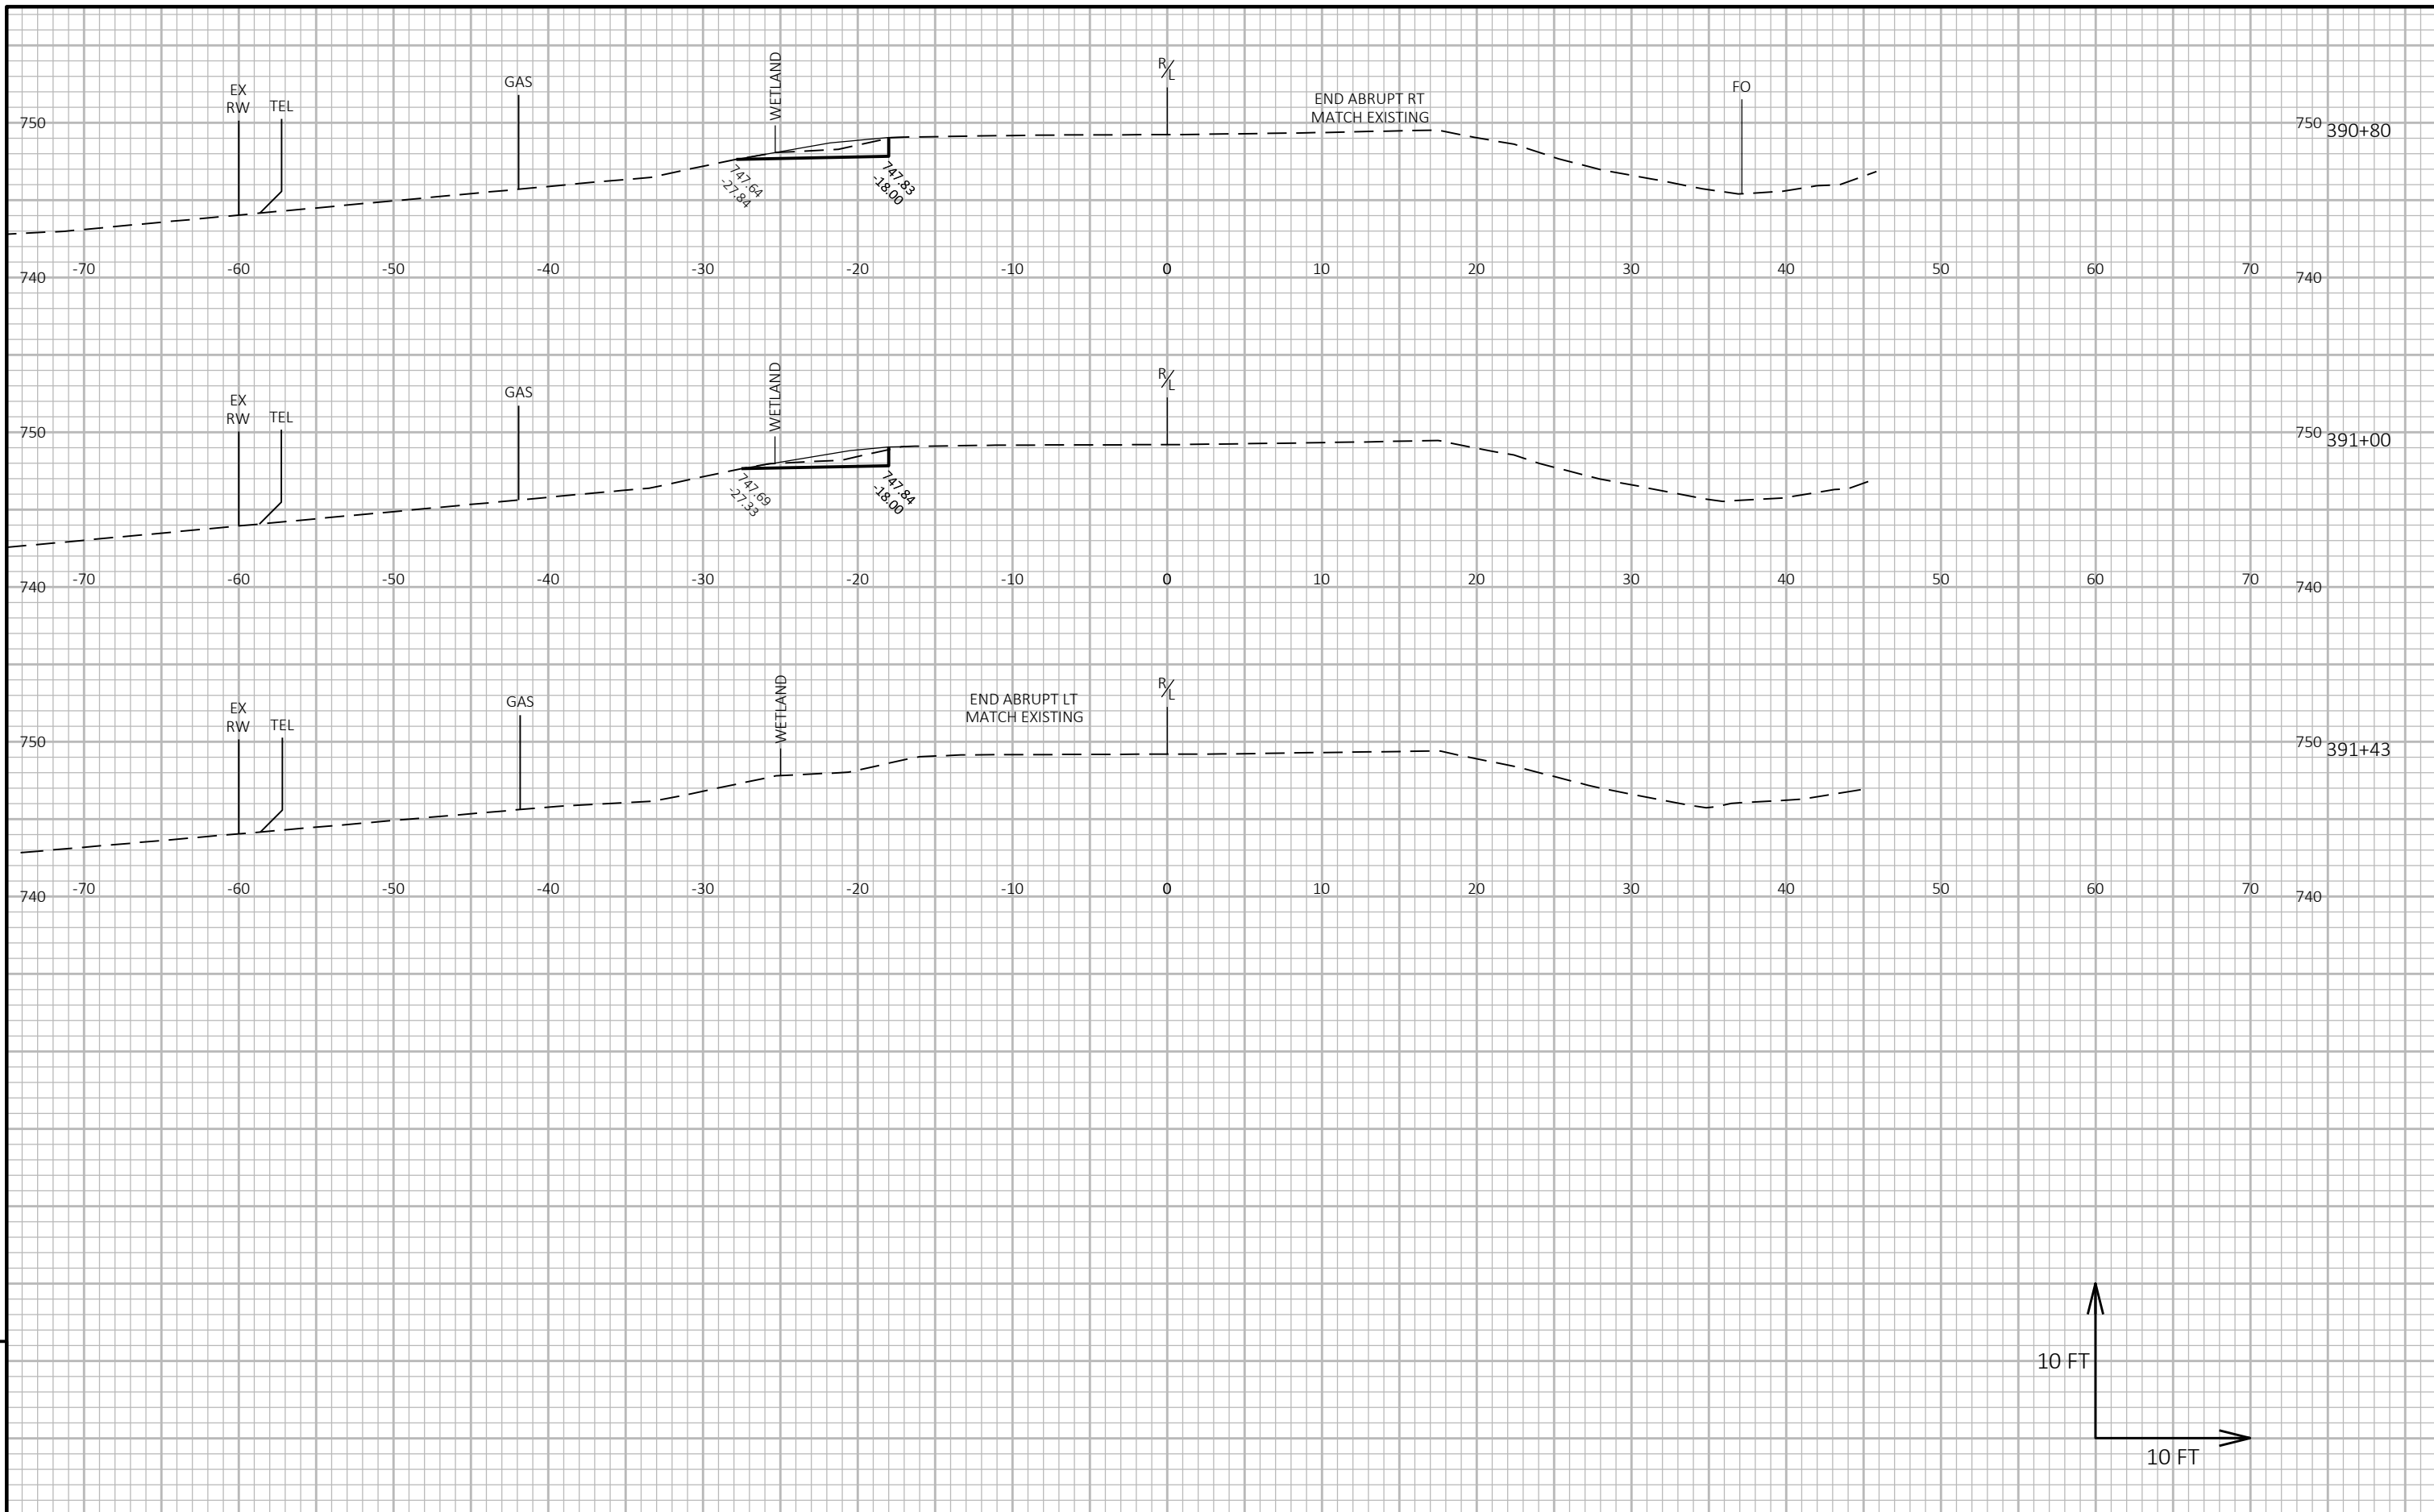 EX
RW
TEL
GAS
WETLAND
R/L
END ABRUPT RT
MATCH EXISTING
FO
750
750
390+80
747.64
-27.84
747.83
-18.00
740
-70
-60
-50
-40
-30
-20
-10
0
10
20
30
40
50
60
70
740
EX
RW
TEL
GAS
WETLAND
R/L
750
750
391+00
747.69
-27.33
747.84
-18.00
740
-70
-60
-50
-40
-30
-20
-10
0
10
20
30
40
50
60
70
740
EX
RW
TEL
GAS
WETLAND
END ABRUPT LT
MATCH EXISTING
R/L
750
750
391+43
740
-70
-60
-50
-40
-30
-20
-10
0
10
20
30
40
50
60
70
740
10 FT
10 FT